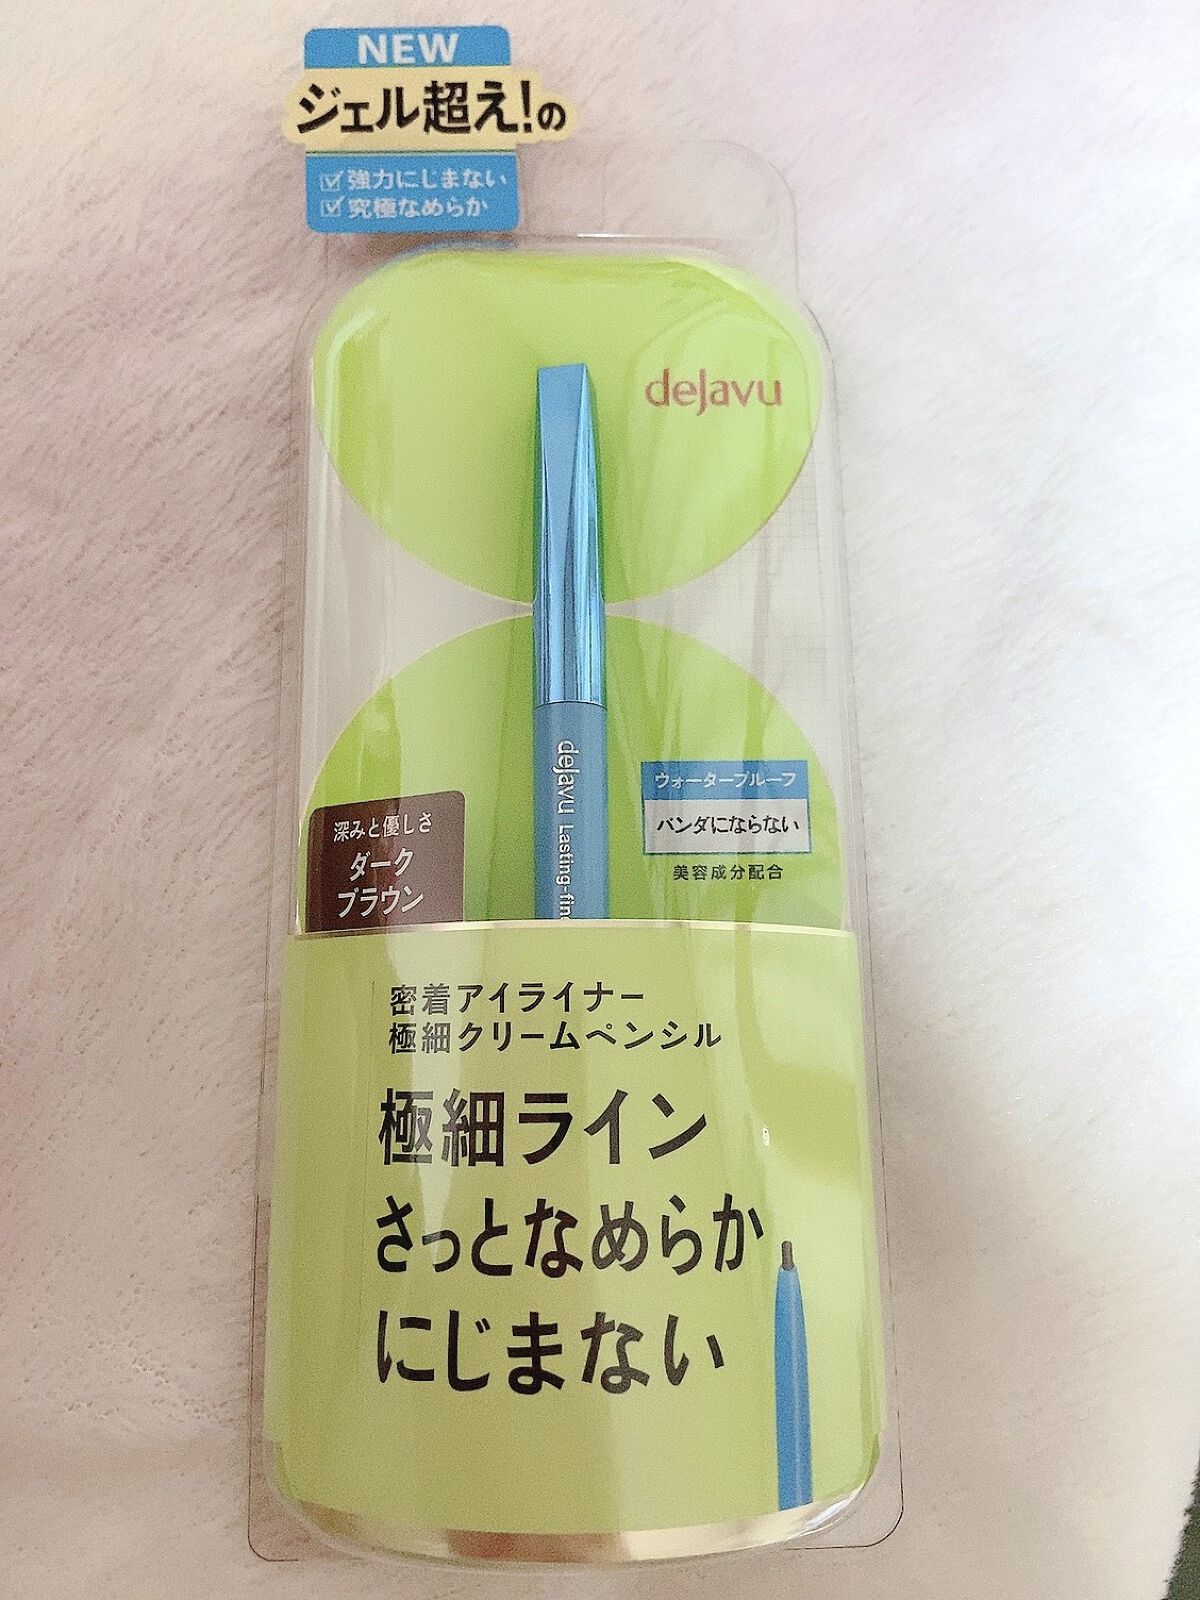 NEW
ジェル超え!の
強力にじまない
究極なめらか
dejavu
dejavu Lasting-fine
ウォータープルーフ
パンダにならない
美容成分配合
深みと優しさ
ダーク
ブラウン
密着アイライナー
極細クリームペンシル
極細ライン
さっとなめらか
にじまない